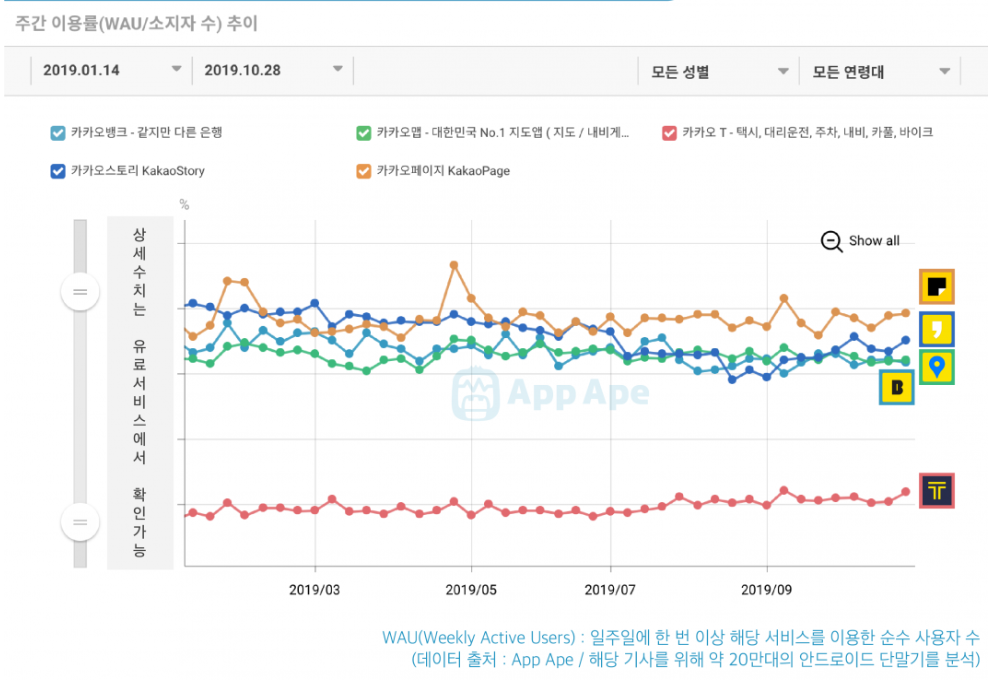 주간 이용률(WAU/소지자 수) 추이
2019.01.14 2019.10.28 모든 성별 모든 연령대
카카오뱅크 - 같지만 다른 은행 카카오맵 - 대한민국 No.1 지도앱 ( 지도 / 내비게... 카카오 T - 택시, 대리운전, 주차, 내비, 카풀, 바이크
카카오스토리 KakaoStory 카카오페이지 KakaoPage
%
상세수치는 유료서비스에서 확인가능
Show all
B
App Ape
T
2019/03 2019/05 2019/07 2019/09
WAU(Weekly Active Users) : 일주일에 한 번 이상 해당 서비스를 이용한 순수 사용자 수
(데이터 출처 : App Ape / 해당 기사를 위해 약 20만대의 안드로이드 단말기를 분석)